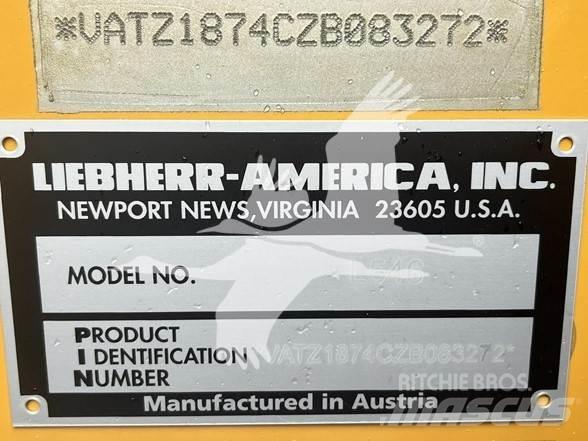 *VATZ1874CZB083272*
LIEBHERR-AMERICA, INC.
NEWPORT NEWS, VIRGINIA 23605 U.S.A.
MODEL NO. L546
PRODUCT
IDENTIFICATION *VATZ1874CZB083272*
NUMBER
Manufactured in Austria
RITCHIE BROS.
MASCUS